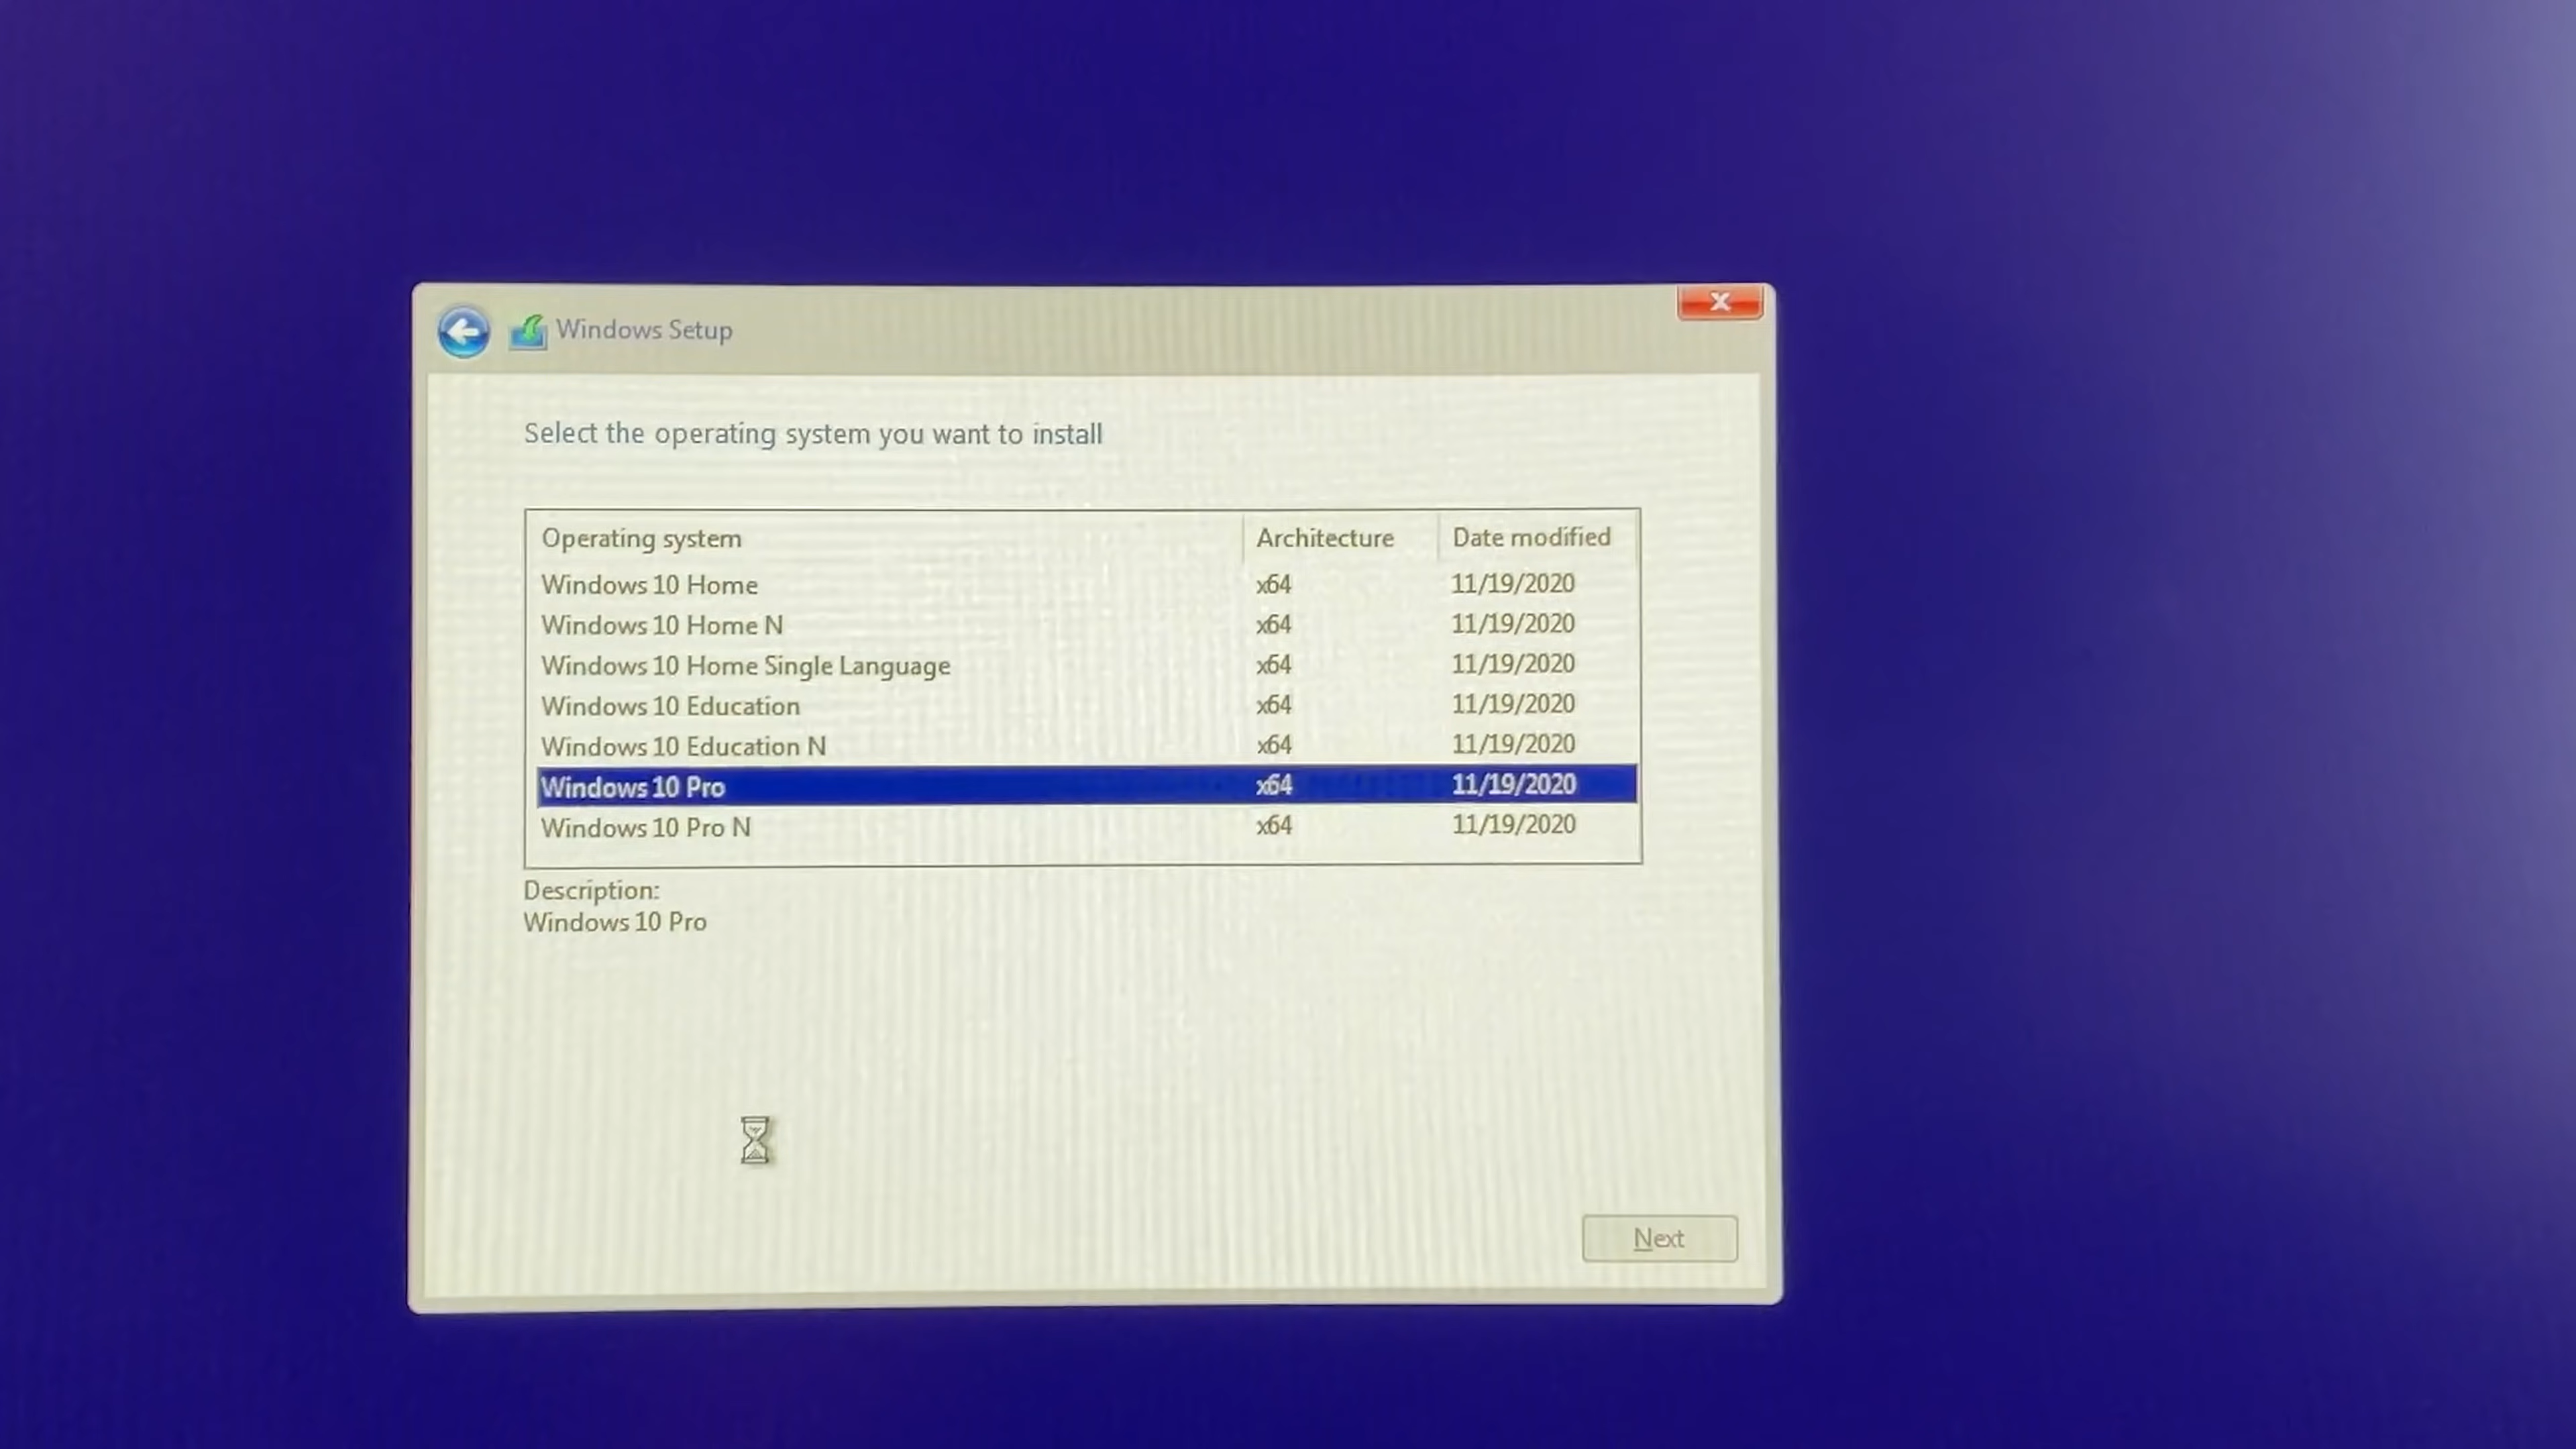 Windows Setup
Select the operating system you want to install
Operating system Architecture Date modified
Windows 10 Home x64 11/19/2020
Windows 10 Home N x64 11/19/2020
Windows 10 Home Single Language x64 11/19/2020
Windows 10 Education x64 11/19/2020
Windows 10 Education N x64 11/19/2020
Windows 10 Pro x64 11/19/2020
Windows 10 Pro N x64 11/19/2020
Description:
Windows 10 Pro
Next